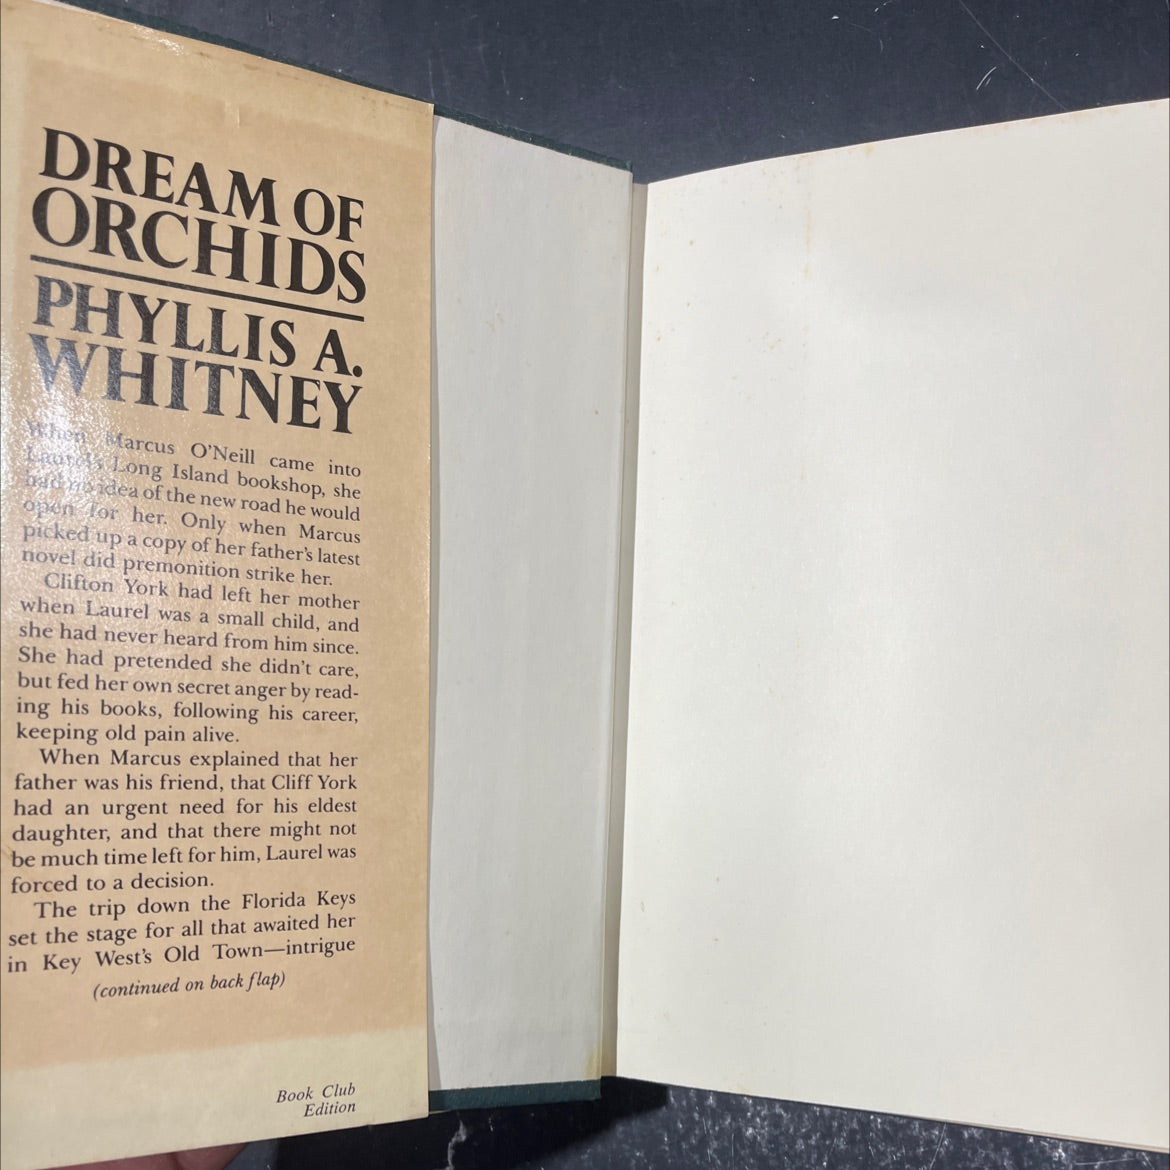 DREAM OF
ORCHIDS
PHYLLIS A.
WHITNEY
When Marcus O'Neill came into
Laurel's Long Island bookshop, she
had no idea of the new road he would
open for her. Only when Marcus
picked up a copy of her father's latest
novel did premonition strike her.
Clifton York had left her mother
when Laurel was a small child, and
she had never heard from him since.
She had pretended she didn't care,
but fed her own secret anger by read-
ing his books, following his career,
keeping old pain alive.
When Marcus explained that her
father was his friend, that Cliff York
had an urgent need for his eldest
daughter, and that there might not
be much time left for him, Laurel was
forced to a decision.
The trip down the Florida Keys
set the stage for all that awaited her
in Key West's Old Town—intrigue
(continued on back flap)
Book Club
Edition